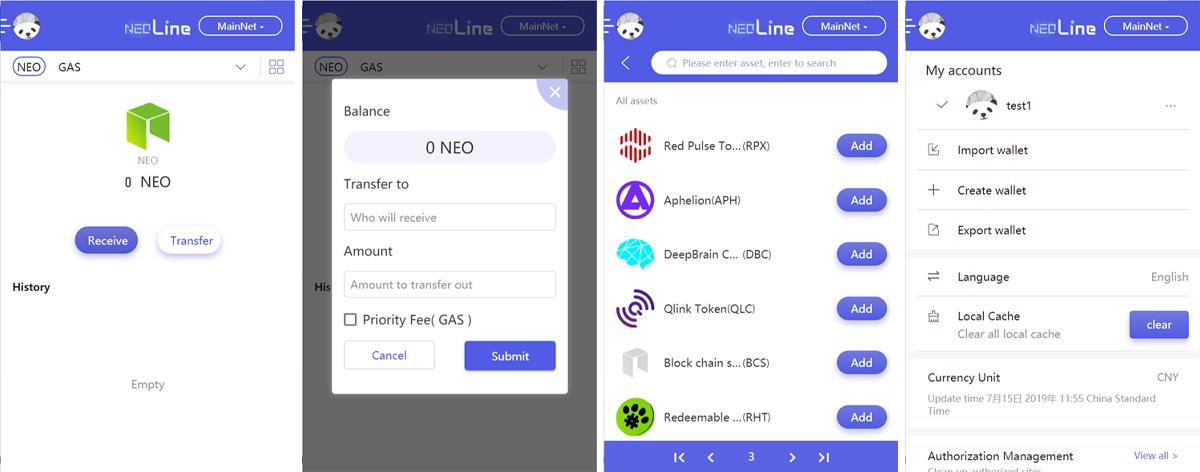 NEOLine
MainNet
NEO
GAS
NEO
0 NEO
Receive
Transfer
History
Empty
NEOLine
MainNet
NEO
GAS
Balance
0 NEO
Transfer to
Who will receive
His
Amount
Amount to transfer out
Priority Fee( GAS )
Cancel
Submit
NEOLine
MainNet
Please enter asset, enter to search
All assets
Red Pulse To...(RPX)
Add
Aphelion(APH)
Add
DeepBrain C... (DBC)
Add
Qlink Token(QLC)
Add
Block chain s... (BCS)
Add
Redeemable ...(RHT)
Add
3
NEOLine
MainNet
My accounts
test1
...
Import wallet
Create wallet
Export wallet
Language
English
Local Cache
Clear all local cache
clear
Currency Unit
CNY
Update time 7月15日 2019年 11:55 China Standard
Time
Authorization Management
View all >
Clean up authorized sites